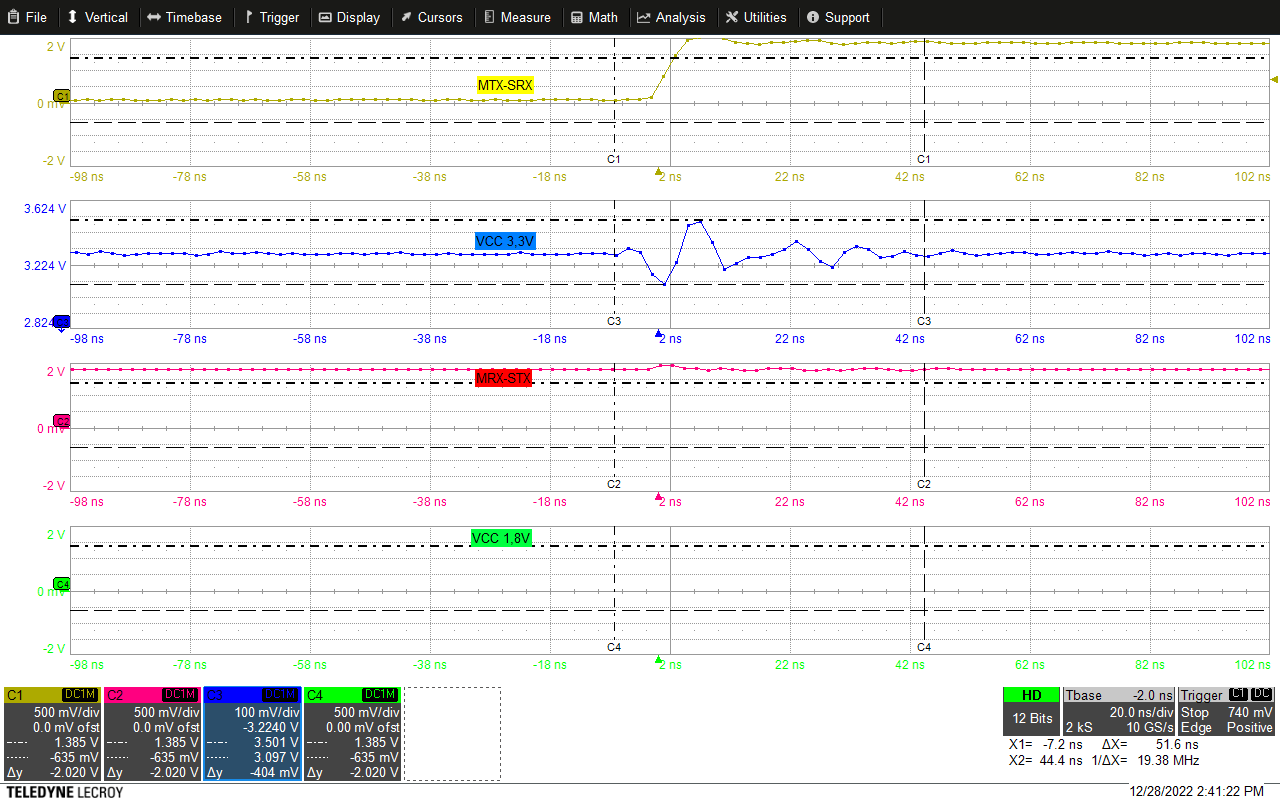 File Vertical Timebase Trigger Display Cursors Measure Math Analysis Utilities Support
2 V
MTX-SRX
C1
0 mV
-2 V
C1 C1
-98 ns -78 ns -58 ns -38 ns -18 ns 2 ns 22 ns 42 ns 62 ns 82 ns 102 ns
3.624 V
VCC 3,3V
3.224 V
2.824
C3 C3
-98 ns -78 ns -58 ns -38 ns -18 ns 2 ns 22 ns 42 ns 62 ns 82 ns 102 ns
2 V
MRX-STX
C2
0 mV
-2 V
C2 C2
-98 ns -78 ns -58 ns -38 ns -18 ns 2 ns 22 ns 42 ns 62 ns 82 ns 102 ns
2 V
VCC 1,8V
C4
0 mV
-2 V
C4 C4
-98 ns -78 ns -58 ns -38 ns -18 ns 2 ns 22 ns 42 ns 62 ns 82 ns 102 ns
C1 DC1M
500 mV/div
0.0 mV ofst
1.385 V
-635 mV
Δy -2.020 V
C2 DC1M
500 mV/div
0.0 mV ofst
1.385 V
-635 mV
Δy -2.020 V
C3 DC1M
100 mV/div
-3.2240 V
3.501 V
3.097 V
Δy -404 mV
C4 DC1M
500 mV/div
0.00 mV ofst
1.385 V
-635 mV
Δy -2.020 V
HD
12 Bits
Tbase -2.0 ns
20.0 ns/div
2 kS 10 GS/s
Trigger C1 DC
Stop 740 mV
Edge Positive
X1= -7.2 ns ΔX= 51.6 ns
X2= 44.4 ns 1/ΔX= 19.38 MHz
TELEDYNE LECROY
12/28/2022 2:41:22 PM